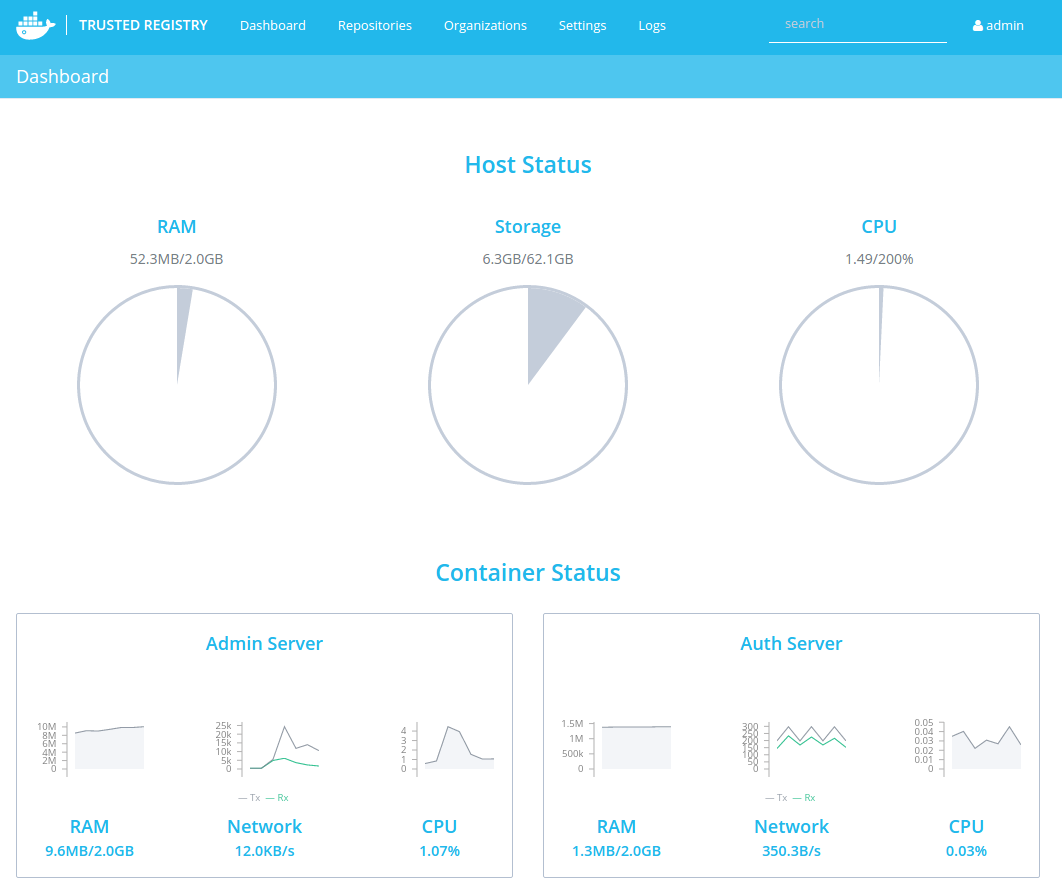 TRUSTED REGISTRY Dashboard Repositories Organizations Settings Logs search admin
Dashboard
Host Status
RAM Storage CPU
52.3MB/2.0GB 6.3GB/62.1GB 1.49/200%
Container Status
Admin Server
10M
8M
6M
4M
2M
0
25k
20k
15k
10k
5k
0
4
3
2
1
0
Tx Rx
RAM Network CPU
9.6MB/2.0GB 12.0KB/s 1.07%
Auth Server
1.5M
1M
500k
0
300
250
200
150
100
50
0
0.05
0.04
0.03
0.02
0.01
0
Tx Rx
RAM Network CPU
1.3MB/2.0GB 350.3B/s 0.03%